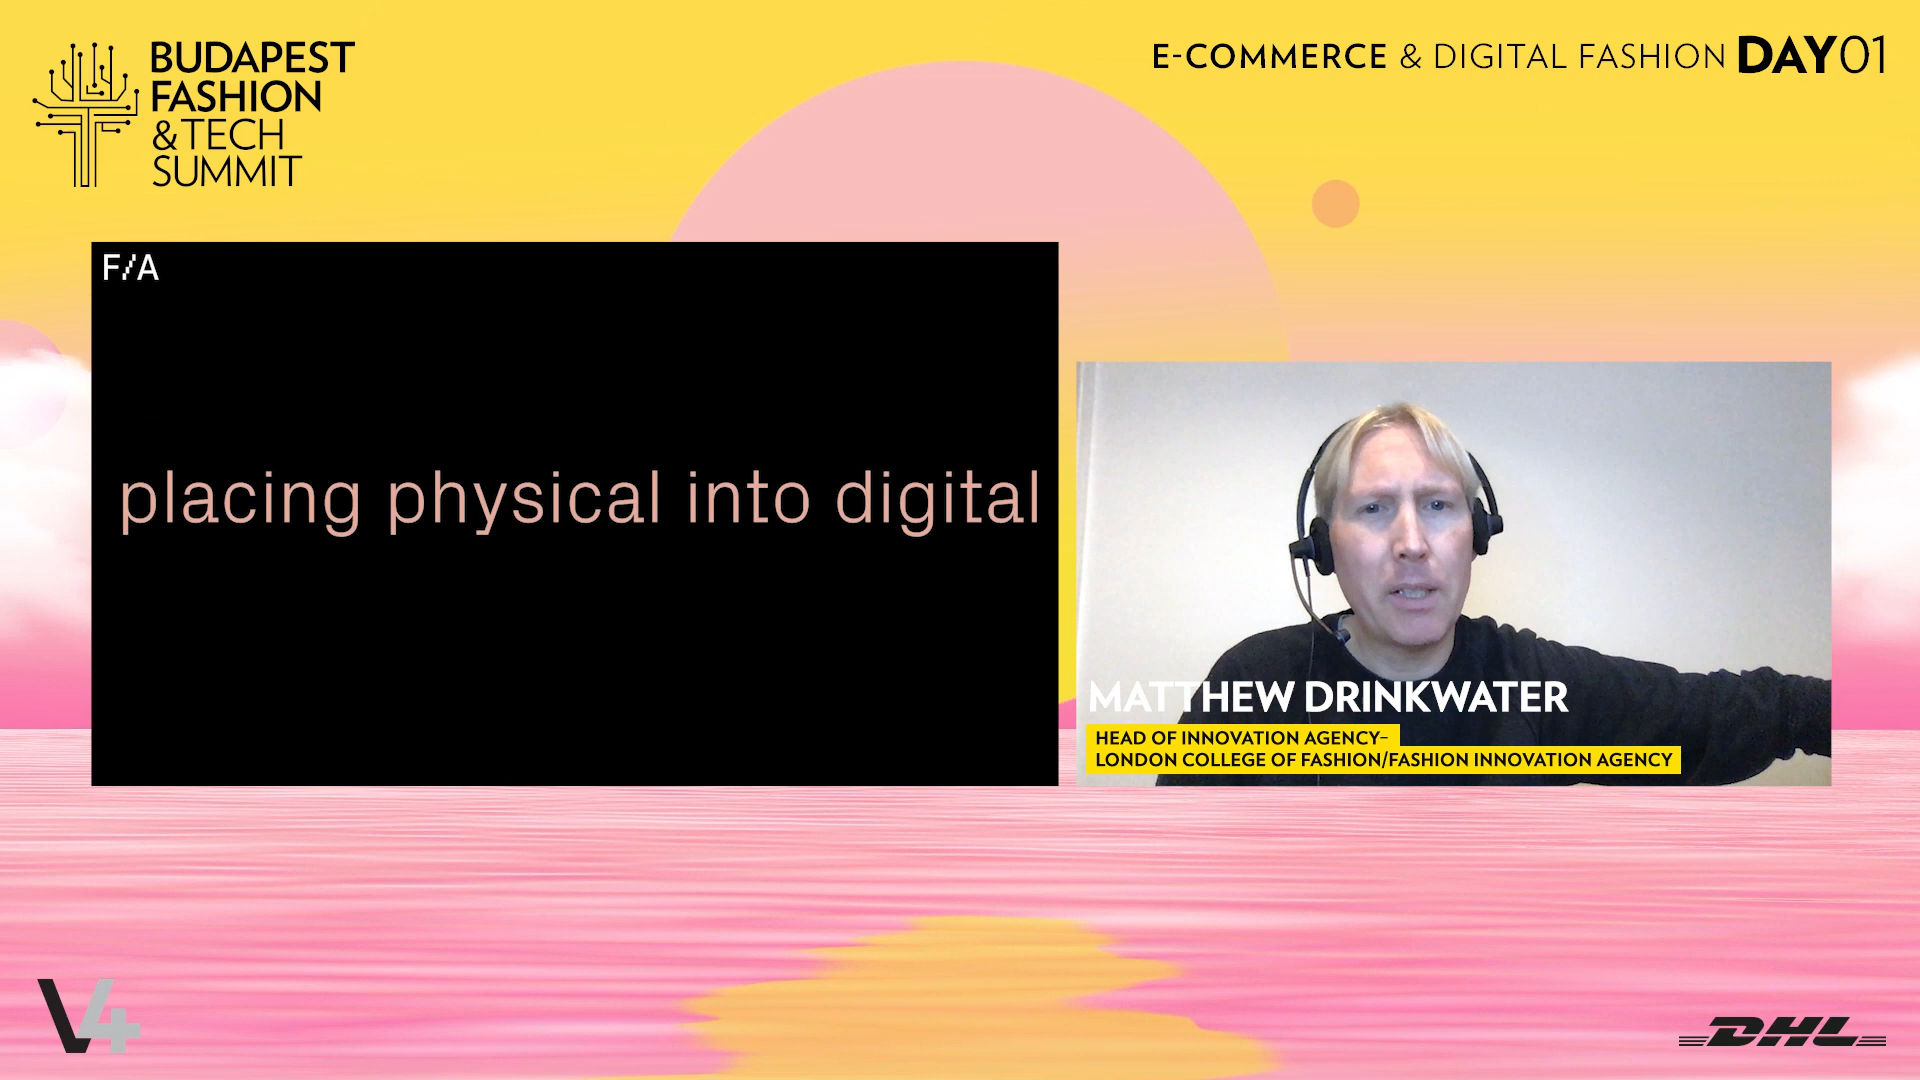 BUDAPEST
FASHION
&TECH
SUMMIT
E-COMMERCE & DIGITAL FASHION DAY01
F/A
placing physical into digital
MATTHEW DRINKWATER
HEAD OF INNOVATION AGENCY–
LONDON COLLEGE OF FASHION/FASHION INNOVATION AGENCY
V4
DHL